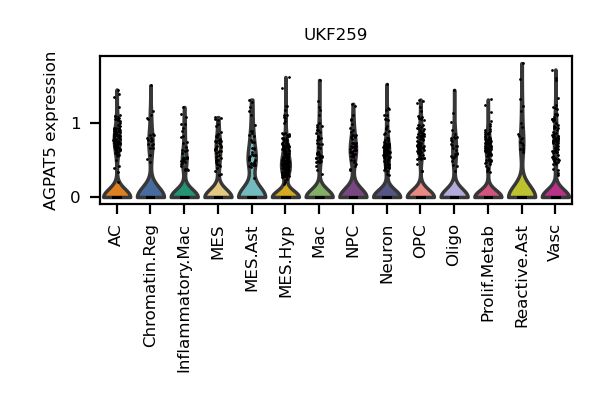 UKF259
AGPAT5 expression
1
0
AC
Chromatin.Reg
Inflammatory.Mac
MES
MES.Ast
MES.Hyp
Mac
NPC
Neuron
OPC
Oligo
Prolif.Metab
Reactive.Ast
Vasc